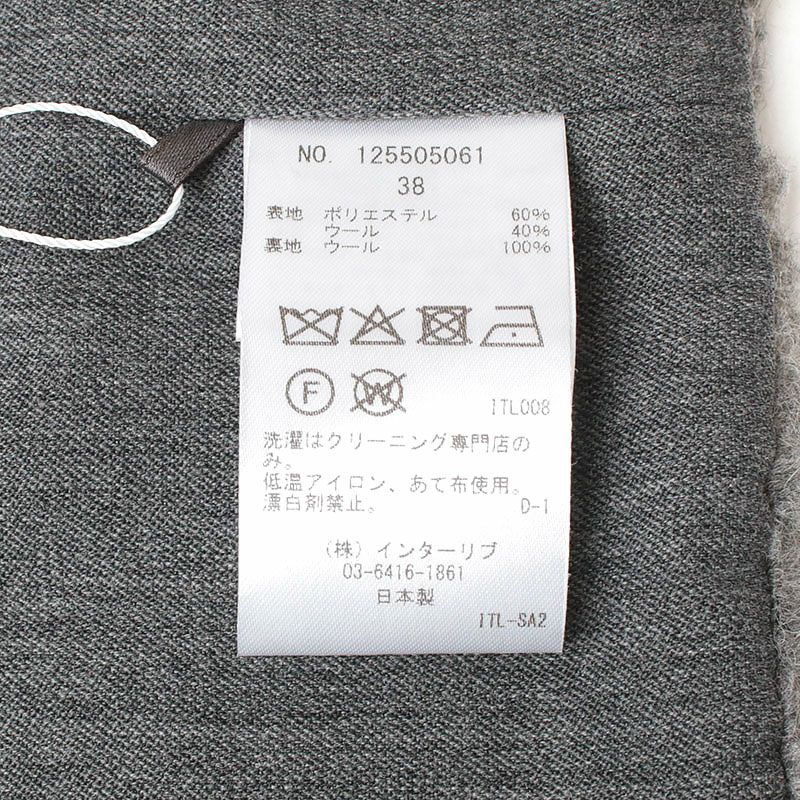 NO. 125505061
38
表地 ポリエステル 60%
ウール 40%
裏地 ウール 100%
F W
ITL008
洗濯はクリーニング専門店の
み。
低温アイロン、あて布使用。
漂白剤禁止。 D-1
(株)インターリブ
03-6416-1861
日本製
ITL-SA2